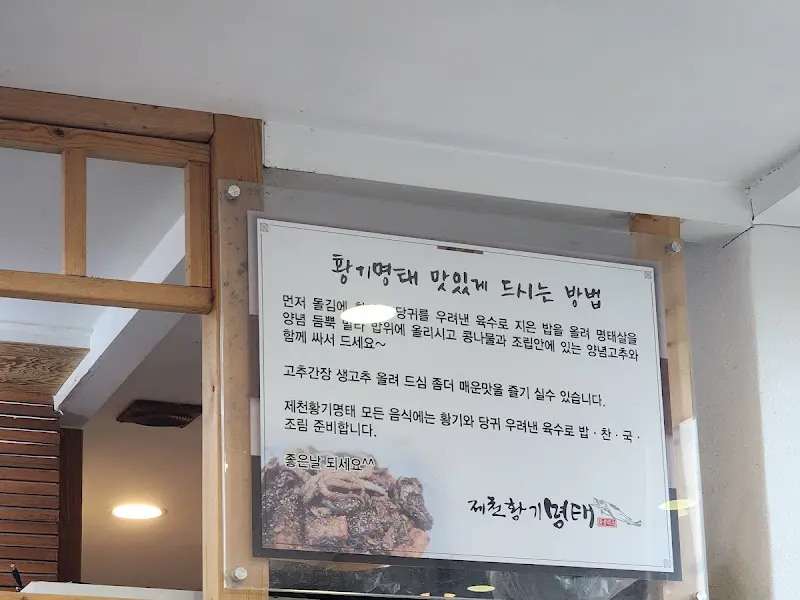 황기명태 맛있게 드시는 방법
먼저 돌김에 당귀를 우려낸 육수로 지은 밥을 올려 명태살을
양념 듬뿍 발라 밥위에 올리시고 콩나물과 조림안에 있는 양념고추와
함께 싸서 드세요~
고추간장 생고추 올려 드심 좀더 매운맛을 즐기 실수 있습니다.
제천황기명태 모든 음식에는 황기와 당귀 우려낸 육수로 밥·찬·국·
조림 준비합니다.
좋은날 되세요^^
제천황기명태